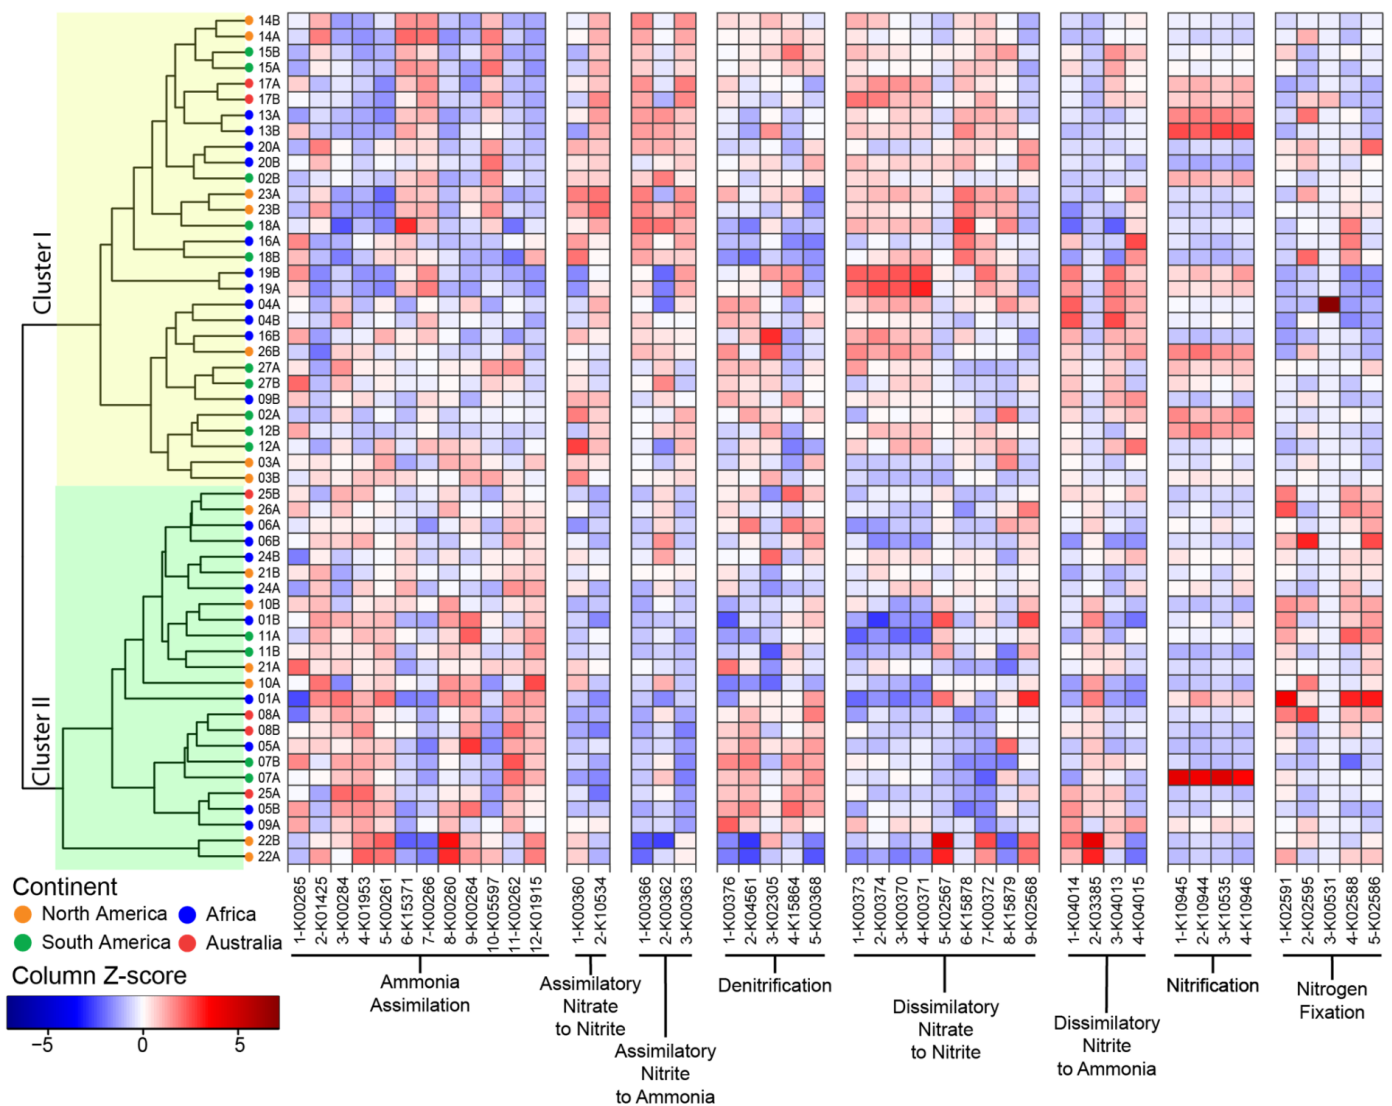 Cluster I
Cluster II
14B
14A
15B
15A
17A
17B
13A
13B
20A
20B
02B
23A
23B
18A
16A
18B
19B
19A
04A
04B
16B
26B
27A
27B
09B
02A
12B
12A
03A
03B
25B
26A
06A
06B
24B
21B
24A
10B
01B
11A
11B
21A
10A
01A
08A
08B
05A
07B
07A
25A
05B
09A
22B
22A
1-K00265
2-K01425
3-K00284
4-K01953
5-K00261
6-K15371
7-K00266
8-K00260
9-K00264
10-K05597
11-K00262
12-K01915
1-K00360
2-K10534
1-K00366
2-K00362
3-K00363
1-K00376
2-K04561
3-K02305
4-K15864
5-K00368
1-K00373
2-K00374
3-K00370
4-K00371
5-K02567
6-K15878
7-K00372
8-K15879
9-K02568
1-K04014
2-K03385
3-K04013
4-K04015
1-K10945
2-K10944
3-K10535
4-K10946
1-K02591
2-K02595
3-K00531
4-K02588
5-K02586
Ammonia
Assimilation
Assimilatory
Nitrate
to Nitrite
Assimilatory
Nitrite
to Ammonia
Denitrification
Dissimilatory
Nitrate
to Nitrite
Dissimilatory
Nitrite
to Ammonia
Nitrification
Nitrogen
Fixation
Continent
North America
Africa
South America
Australia
Column Z-score
−5
0
5